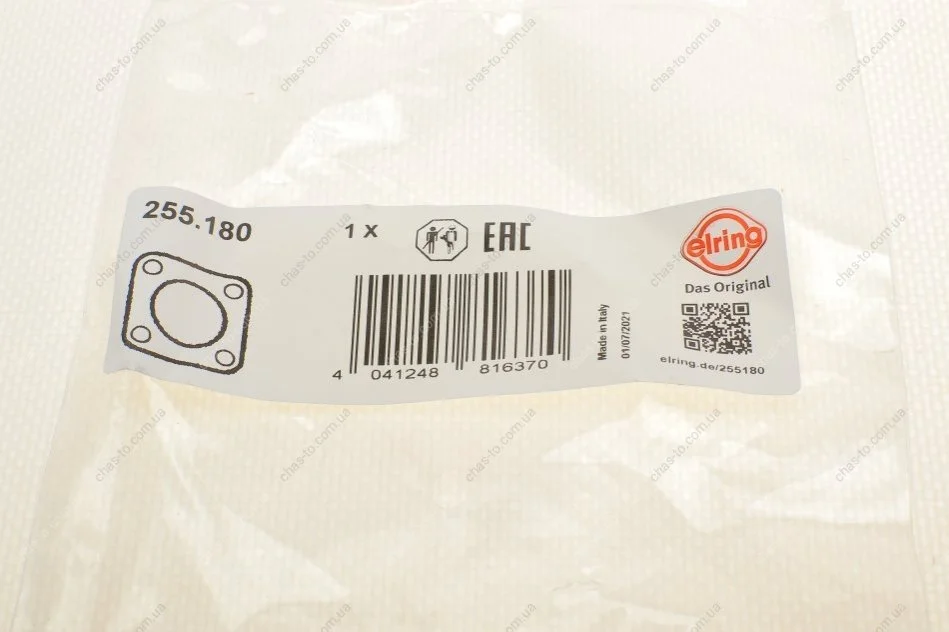 255.180
1 X
EAC
elring
Das Original
4 041248 816370
Made in Italy
01/07/2021
elring.de/255180
chas-to.com.ua